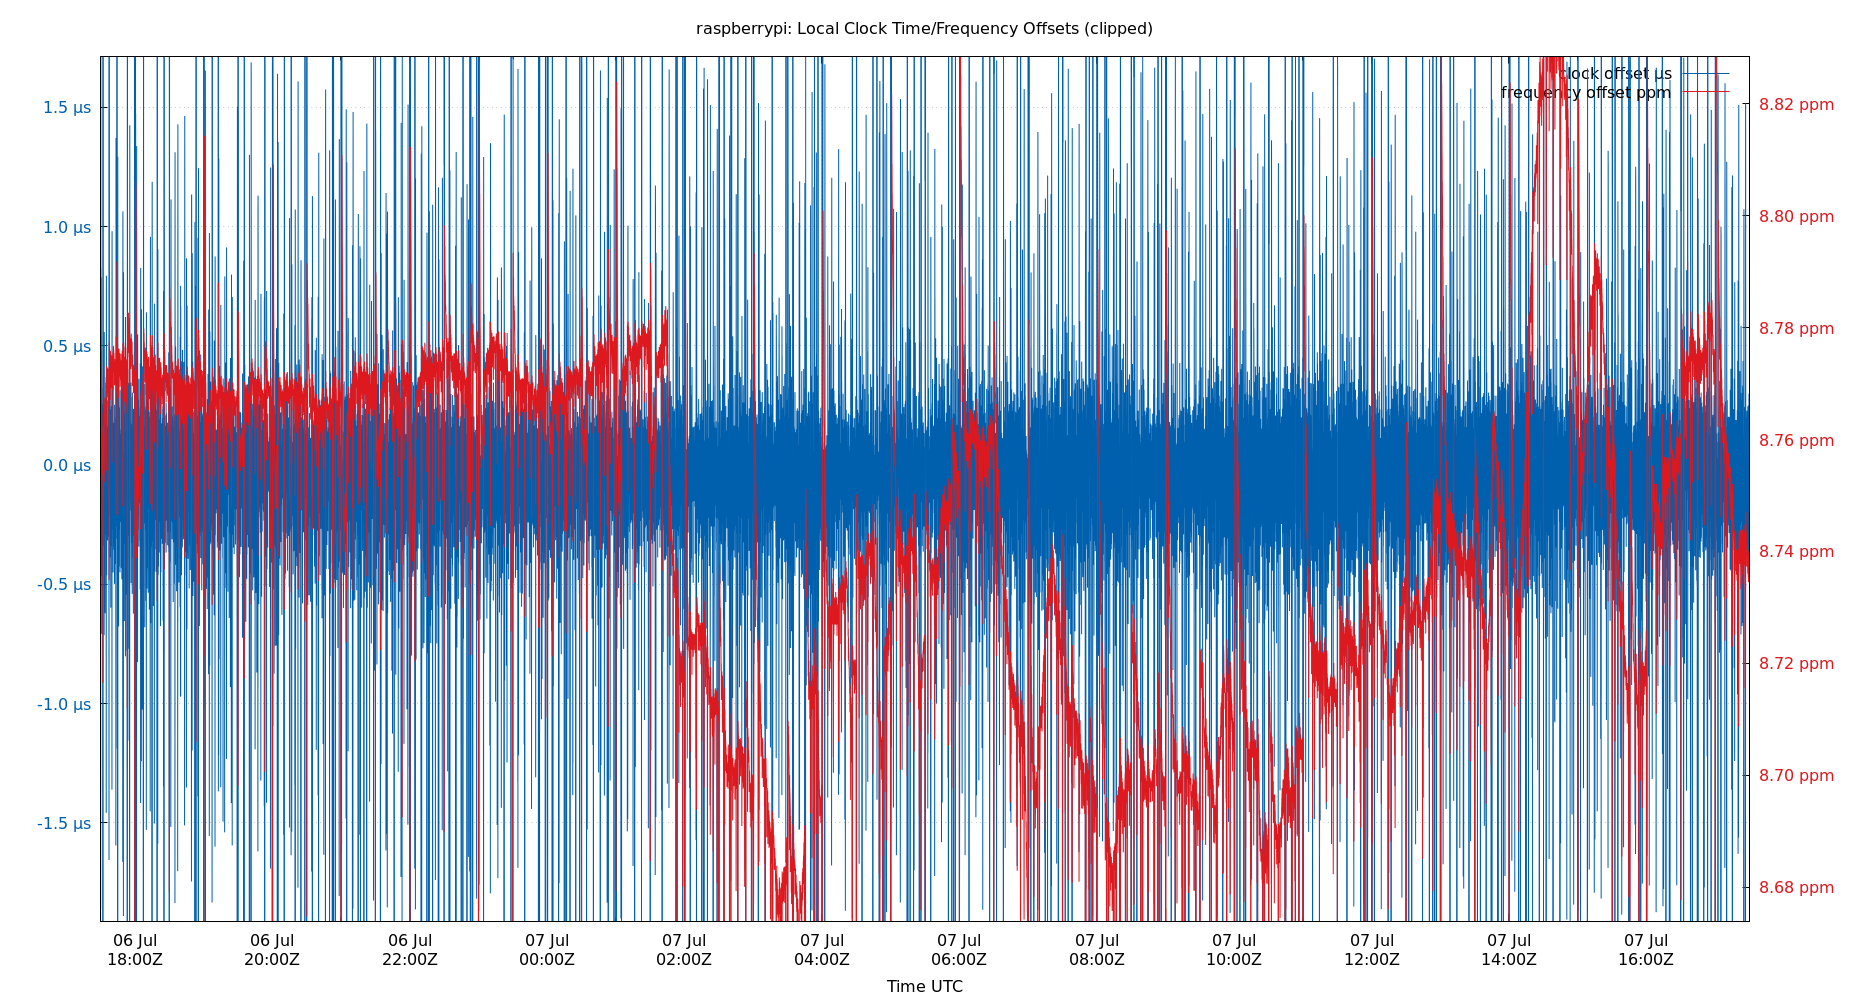 raspberrypi: Local Clock Time/Frequency Offsets (clipped)
clock offset µs
frequency offset ppm
1.5 µs
1.0 µs
0.5 µs
0.0 µs
-0.5 µs
-1.0 µs
-1.5 µs
8.82 ppm
8.80 ppm
8.78 ppm
8.76 ppm
8.74 ppm
8.72 ppm
8.70 ppm
8.68 ppm
06 Jul 06 Jul 06 Jul 07 Jul 07 Jul 07 Jul 07 Jul 07 Jul 07 Jul 07 Jul 07 Jul 07 Jul
18:00Z 20:00Z 22:00Z 00:00Z 02:00Z 04:00Z 06:00Z 08:00Z 10:00Z 12:00Z 14:00Z 16:00Z
Time UTC